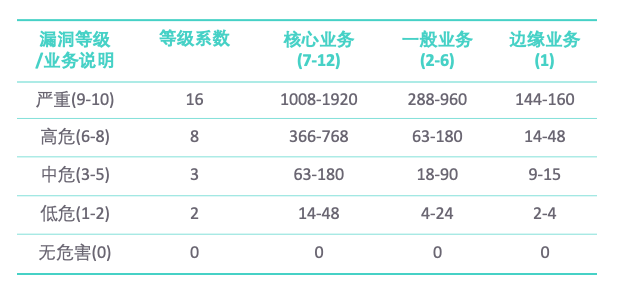 漏洞等级 等级系数 核心业务 一般业务 边缘业务
/业务说明 (7-12) (2-6) (1)
严重(9-10) 16 1008-1920 288-960 144-160
高危(6-8) 8 366-768 63-180 14-48
中危(3-5) 3 63-180 18-90 9-15
低危(1-2) 2 14-48 4-24 2-4
无危害(0) 0 0 0 0